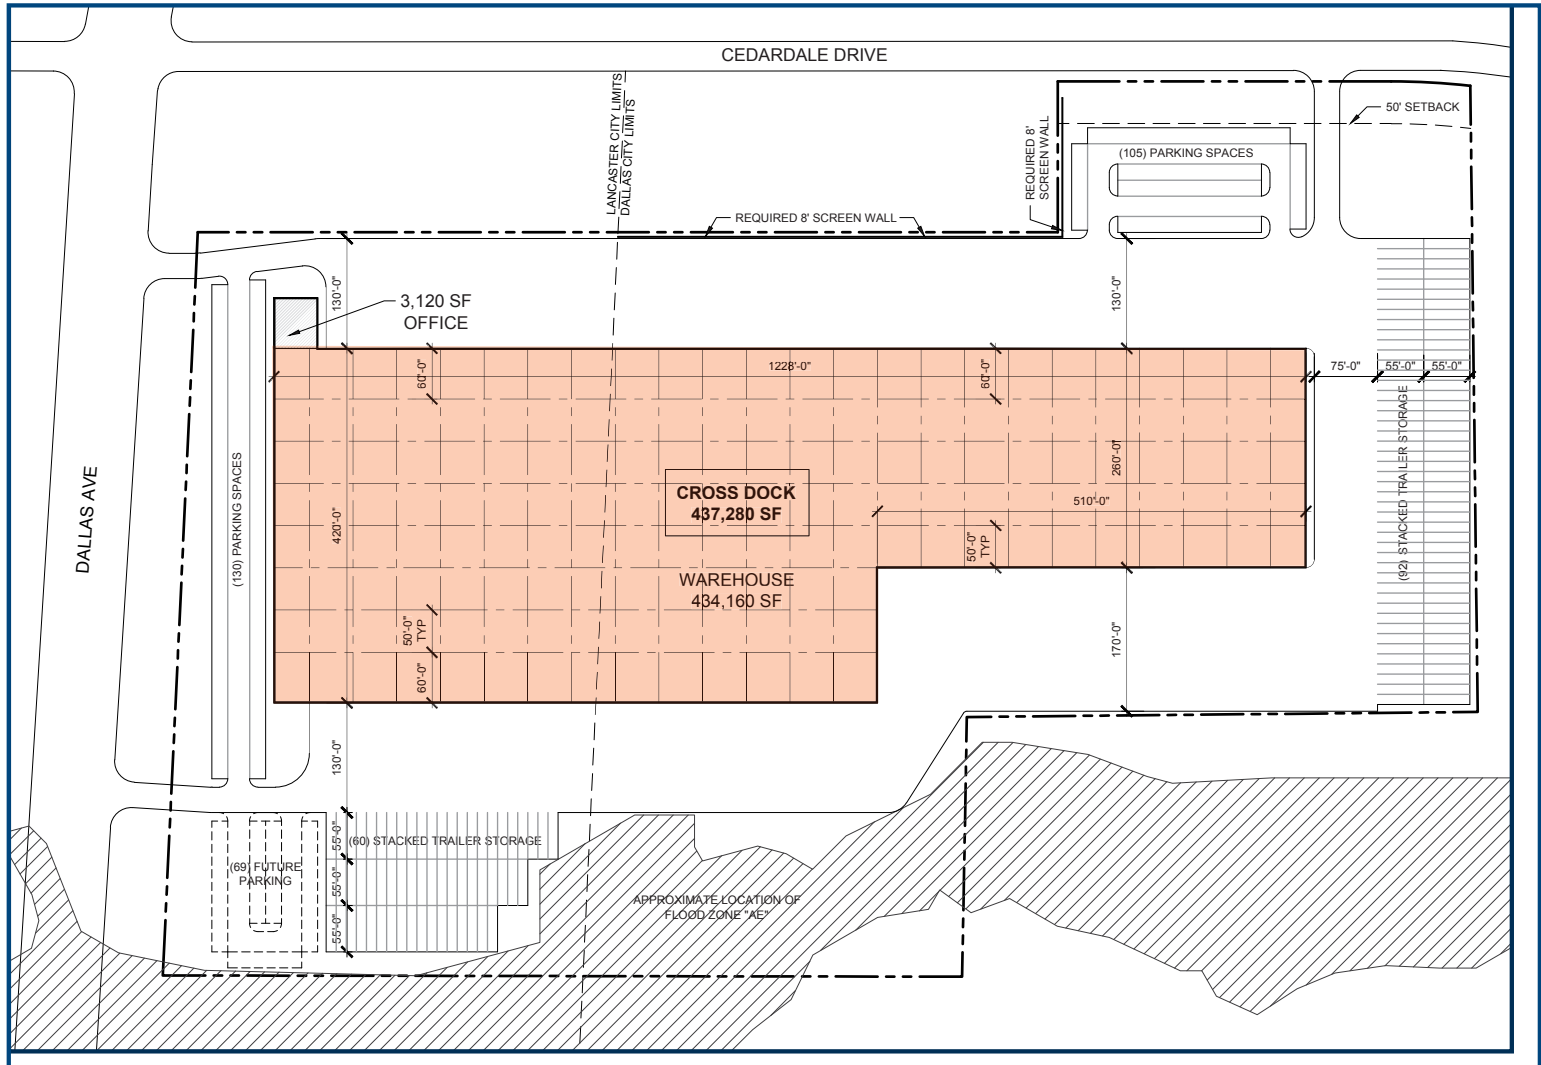 CEDARDALE DRIVE
LANCASTER CITY LIMITS
DALLAS CITY LIMITS
50' SETBACK
REQUIRED 8'
SCREEN WALL
(105) PARKING SPACES
REQUIRED 8' SCREEN WALL
130'-0"
130'-0"
3,120 SF
OFFICE
60'-0"
1228'-0"
60'-0"
75'-0"
55'-0"
55'-0"
DALLAS AVE
(130) PARKING SPACES
420'-0"
CROSS DOCK
437,280 SF
260'-0"
510'-0"
50'-0"
TYP
(92) STACKED TRAILER STORAGE
WAREHOUSE
434,160 SF
50'-0"
TYP
60'-0"
170'-0"
130'-0"
55'-0"
(60) STACKED TRAILER STORAGE
(69) FUTURE
PARKING
55'-0"
55'-0"
APPROXIMATE LOCATION OF
FLOOD ZONE "AE"